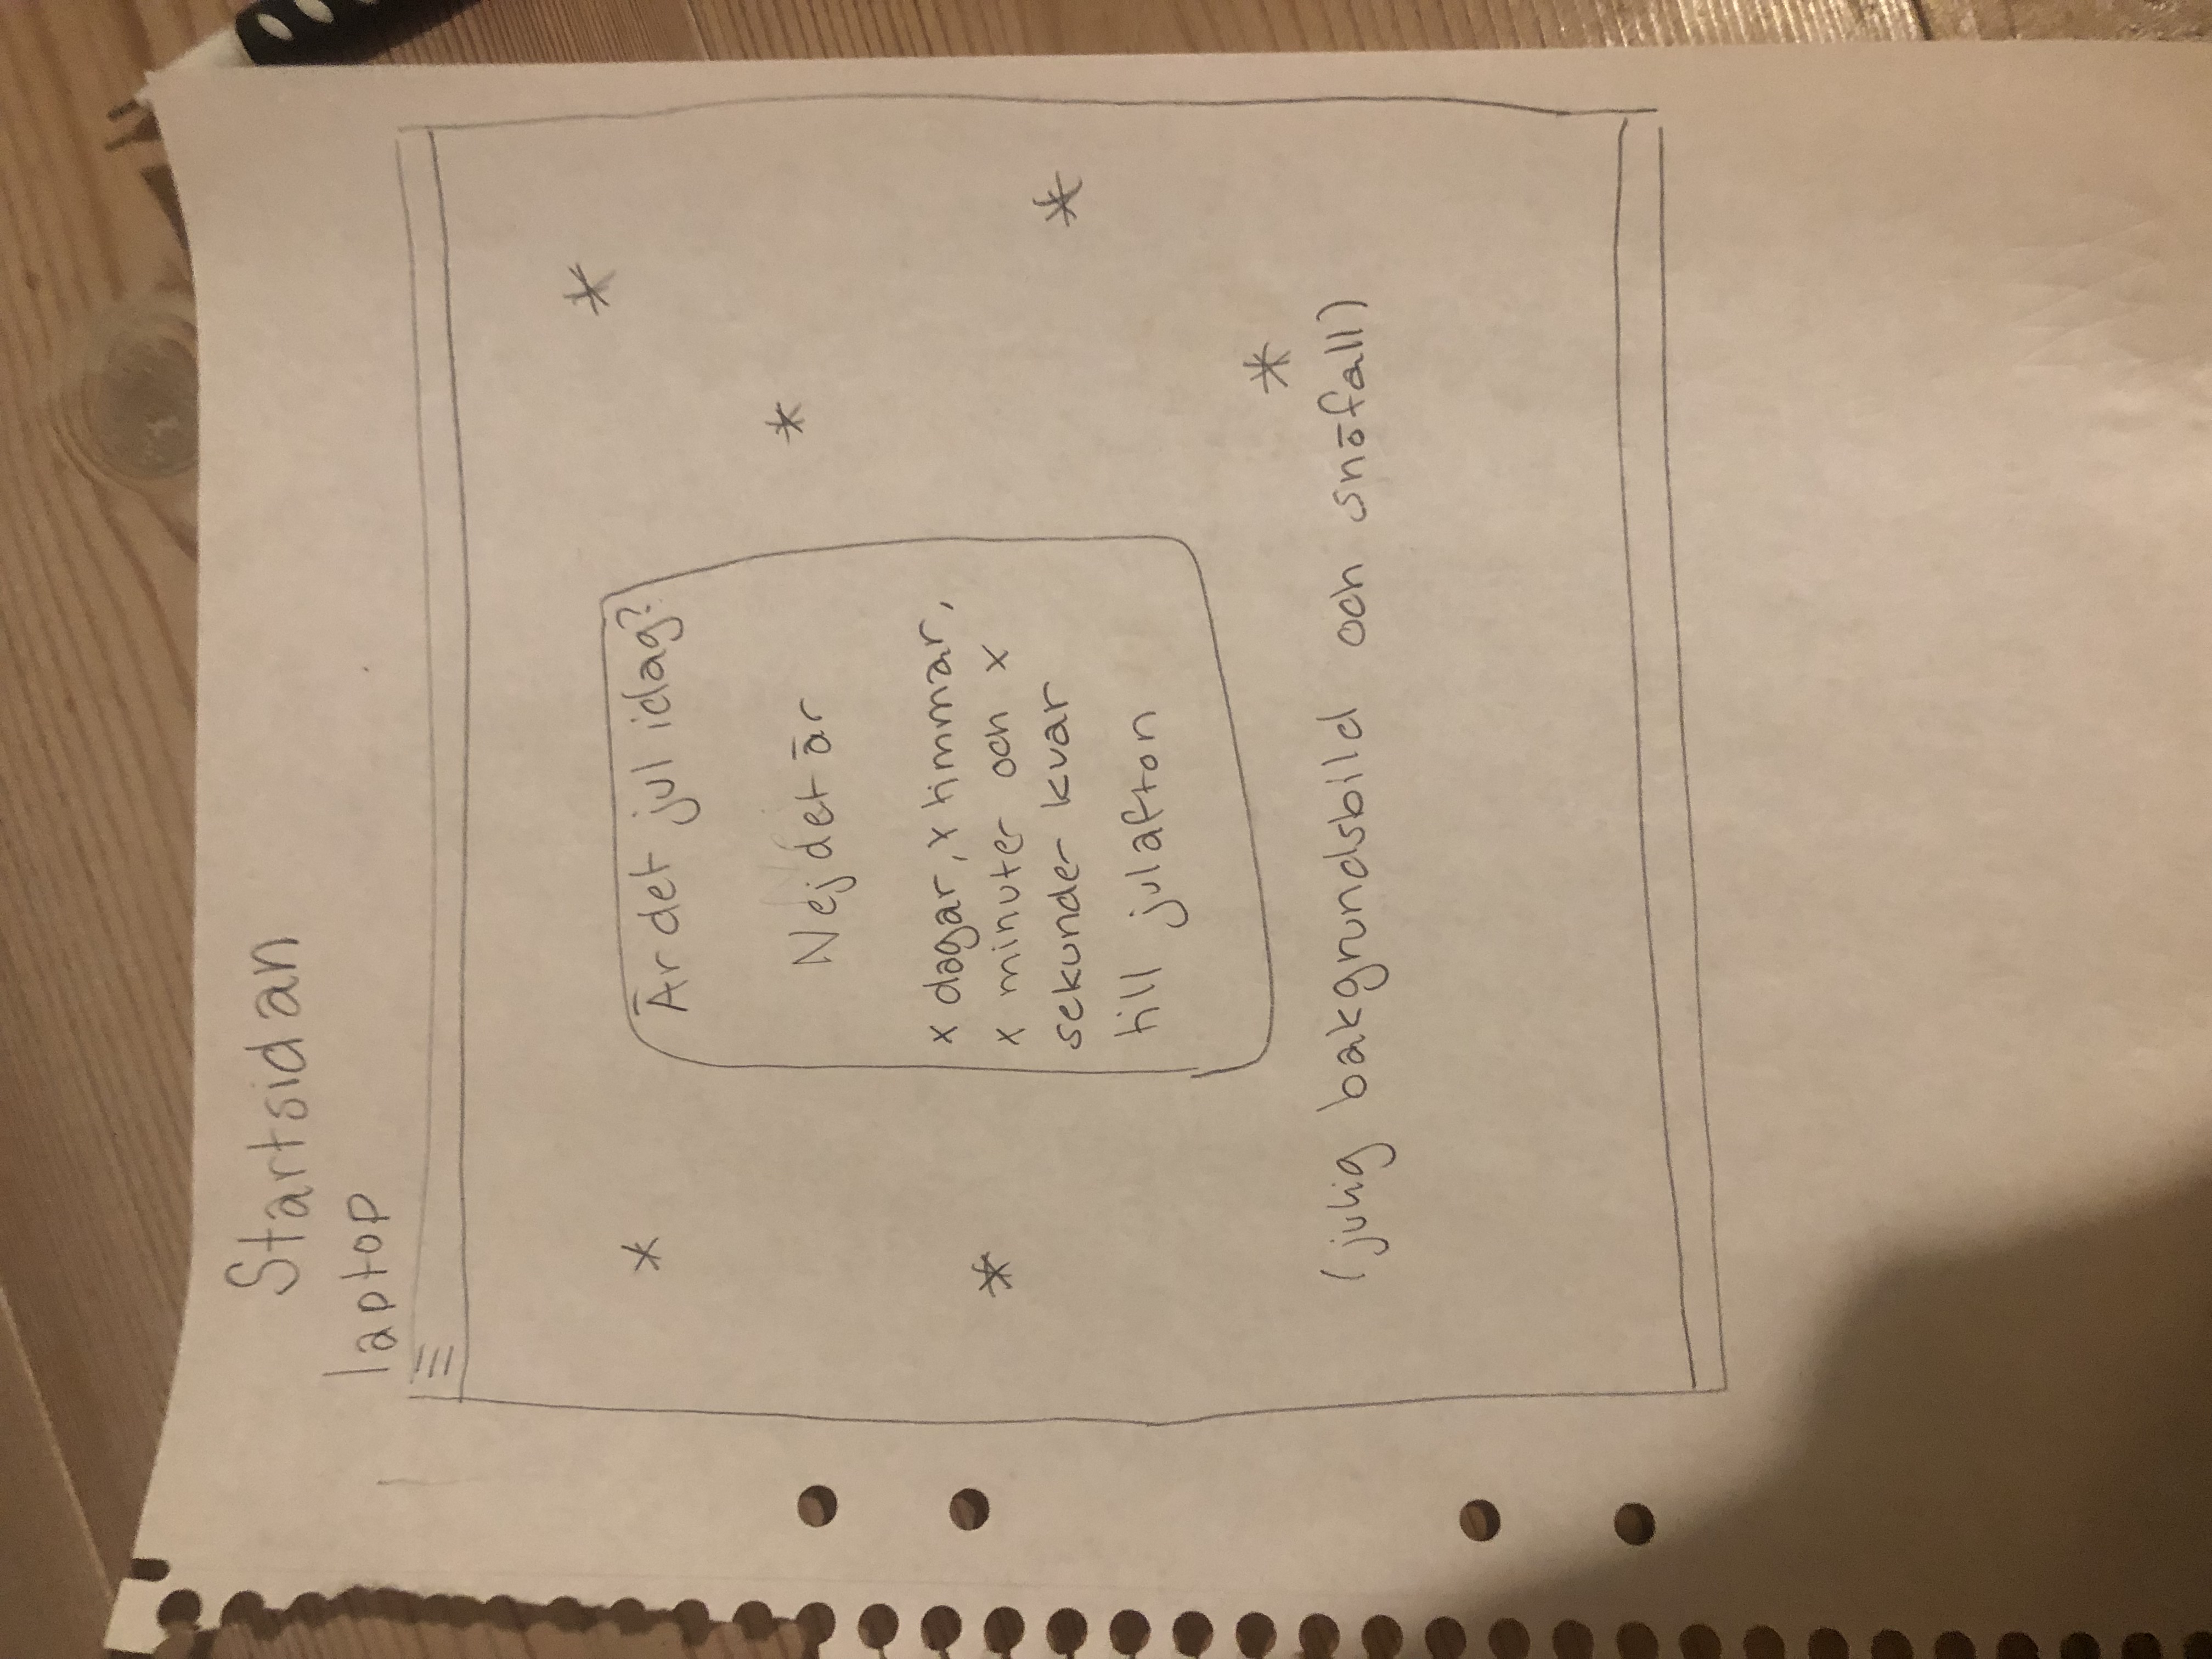 Startsidan
laptop
Är det jul idag?
Nej det är
x dagar, x timmar,
x minuter och x
sekunder kvar
till julafton
(julig bakgrundsbild och snöfall)